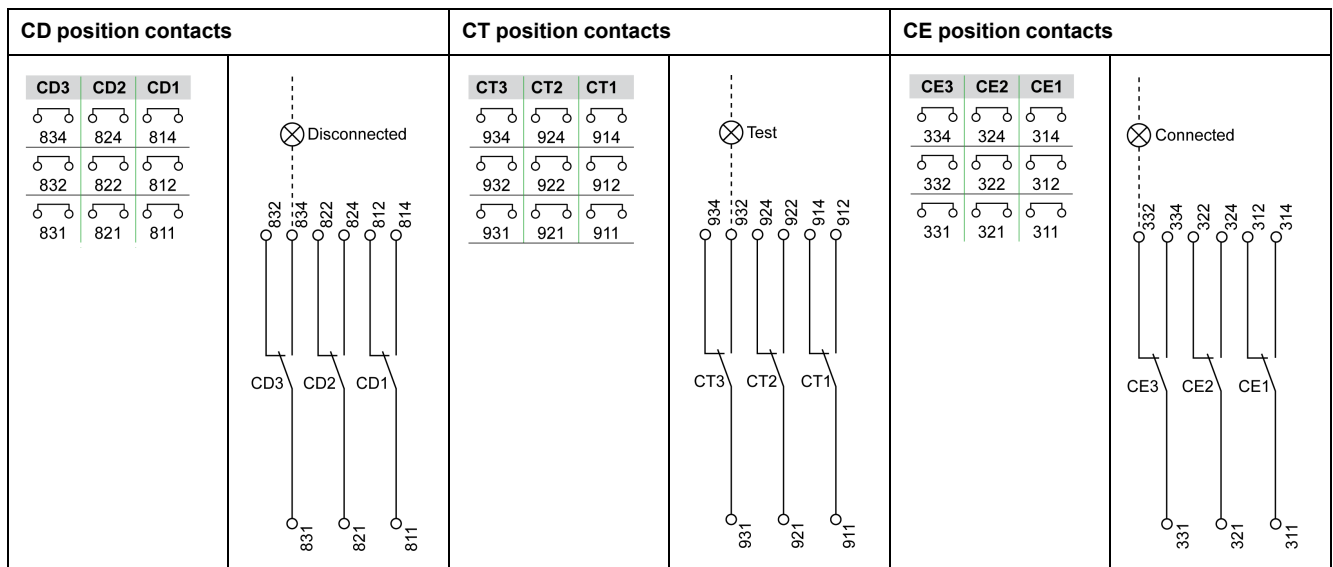 CD position contacts
CT position contacts
CE position contacts
CD3 CD2 CD1
834 824 814
832 822 812
831 821 811
Disconnected
832 834 822 824 812 814
CD3 CD2 CD1
831 821 811
CT3 CT2 CT1
934 924 914
932 922 912
931 921 911
Test
934 932 924 922 914 912
CT3 CT2 CT1
931 921 911
CE3 CE2 CE1
334 324 314
332 322 312
331 321 311
Connected
332 334 322 324 312 314
CE3 CE2 CE1
331 321 311